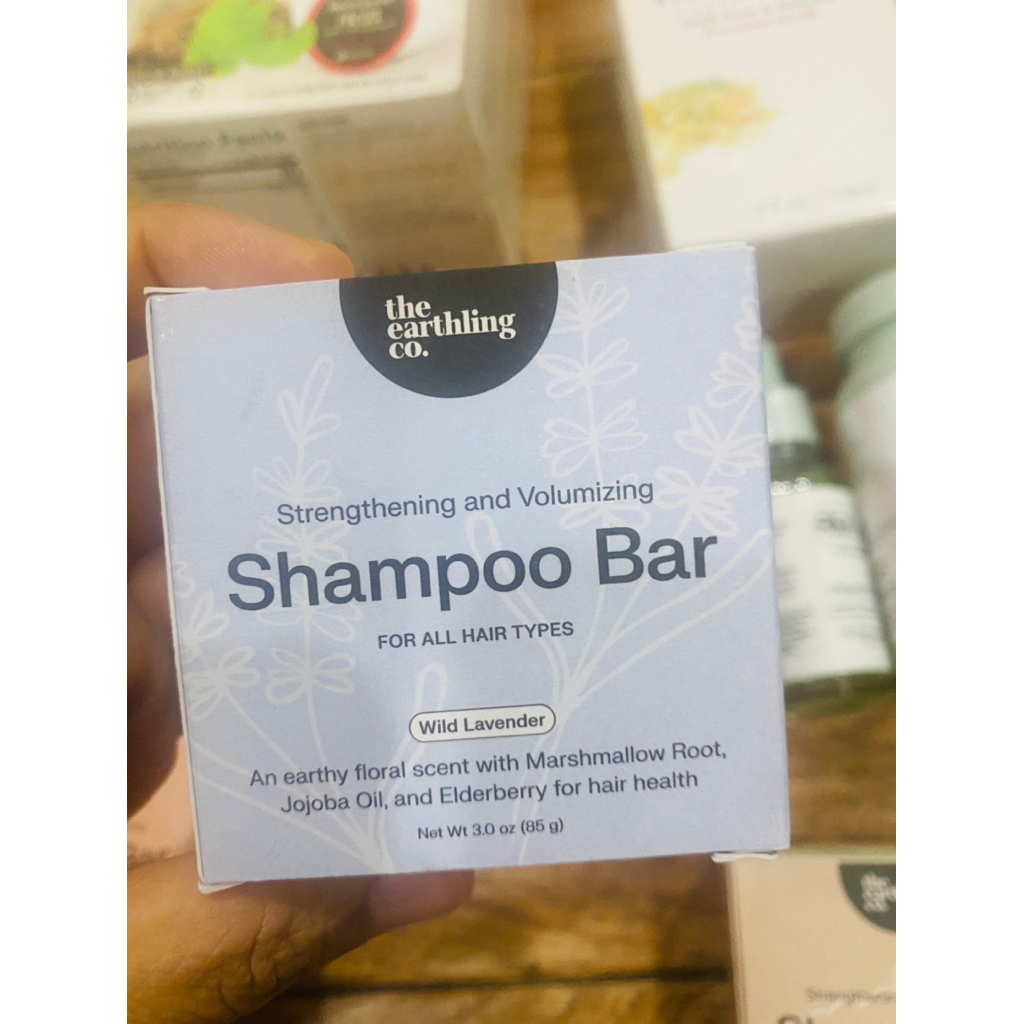 the
earthling
co.
Strengthening and Volumizing
Shampoo Bar
FOR ALL HAIR TYPES
Wild Lavender
An earthy floral scent with Marshmallow Root,
Jojoba Oil, and Elderberry for hair health
Net Wt 3.0 oz (85 g)